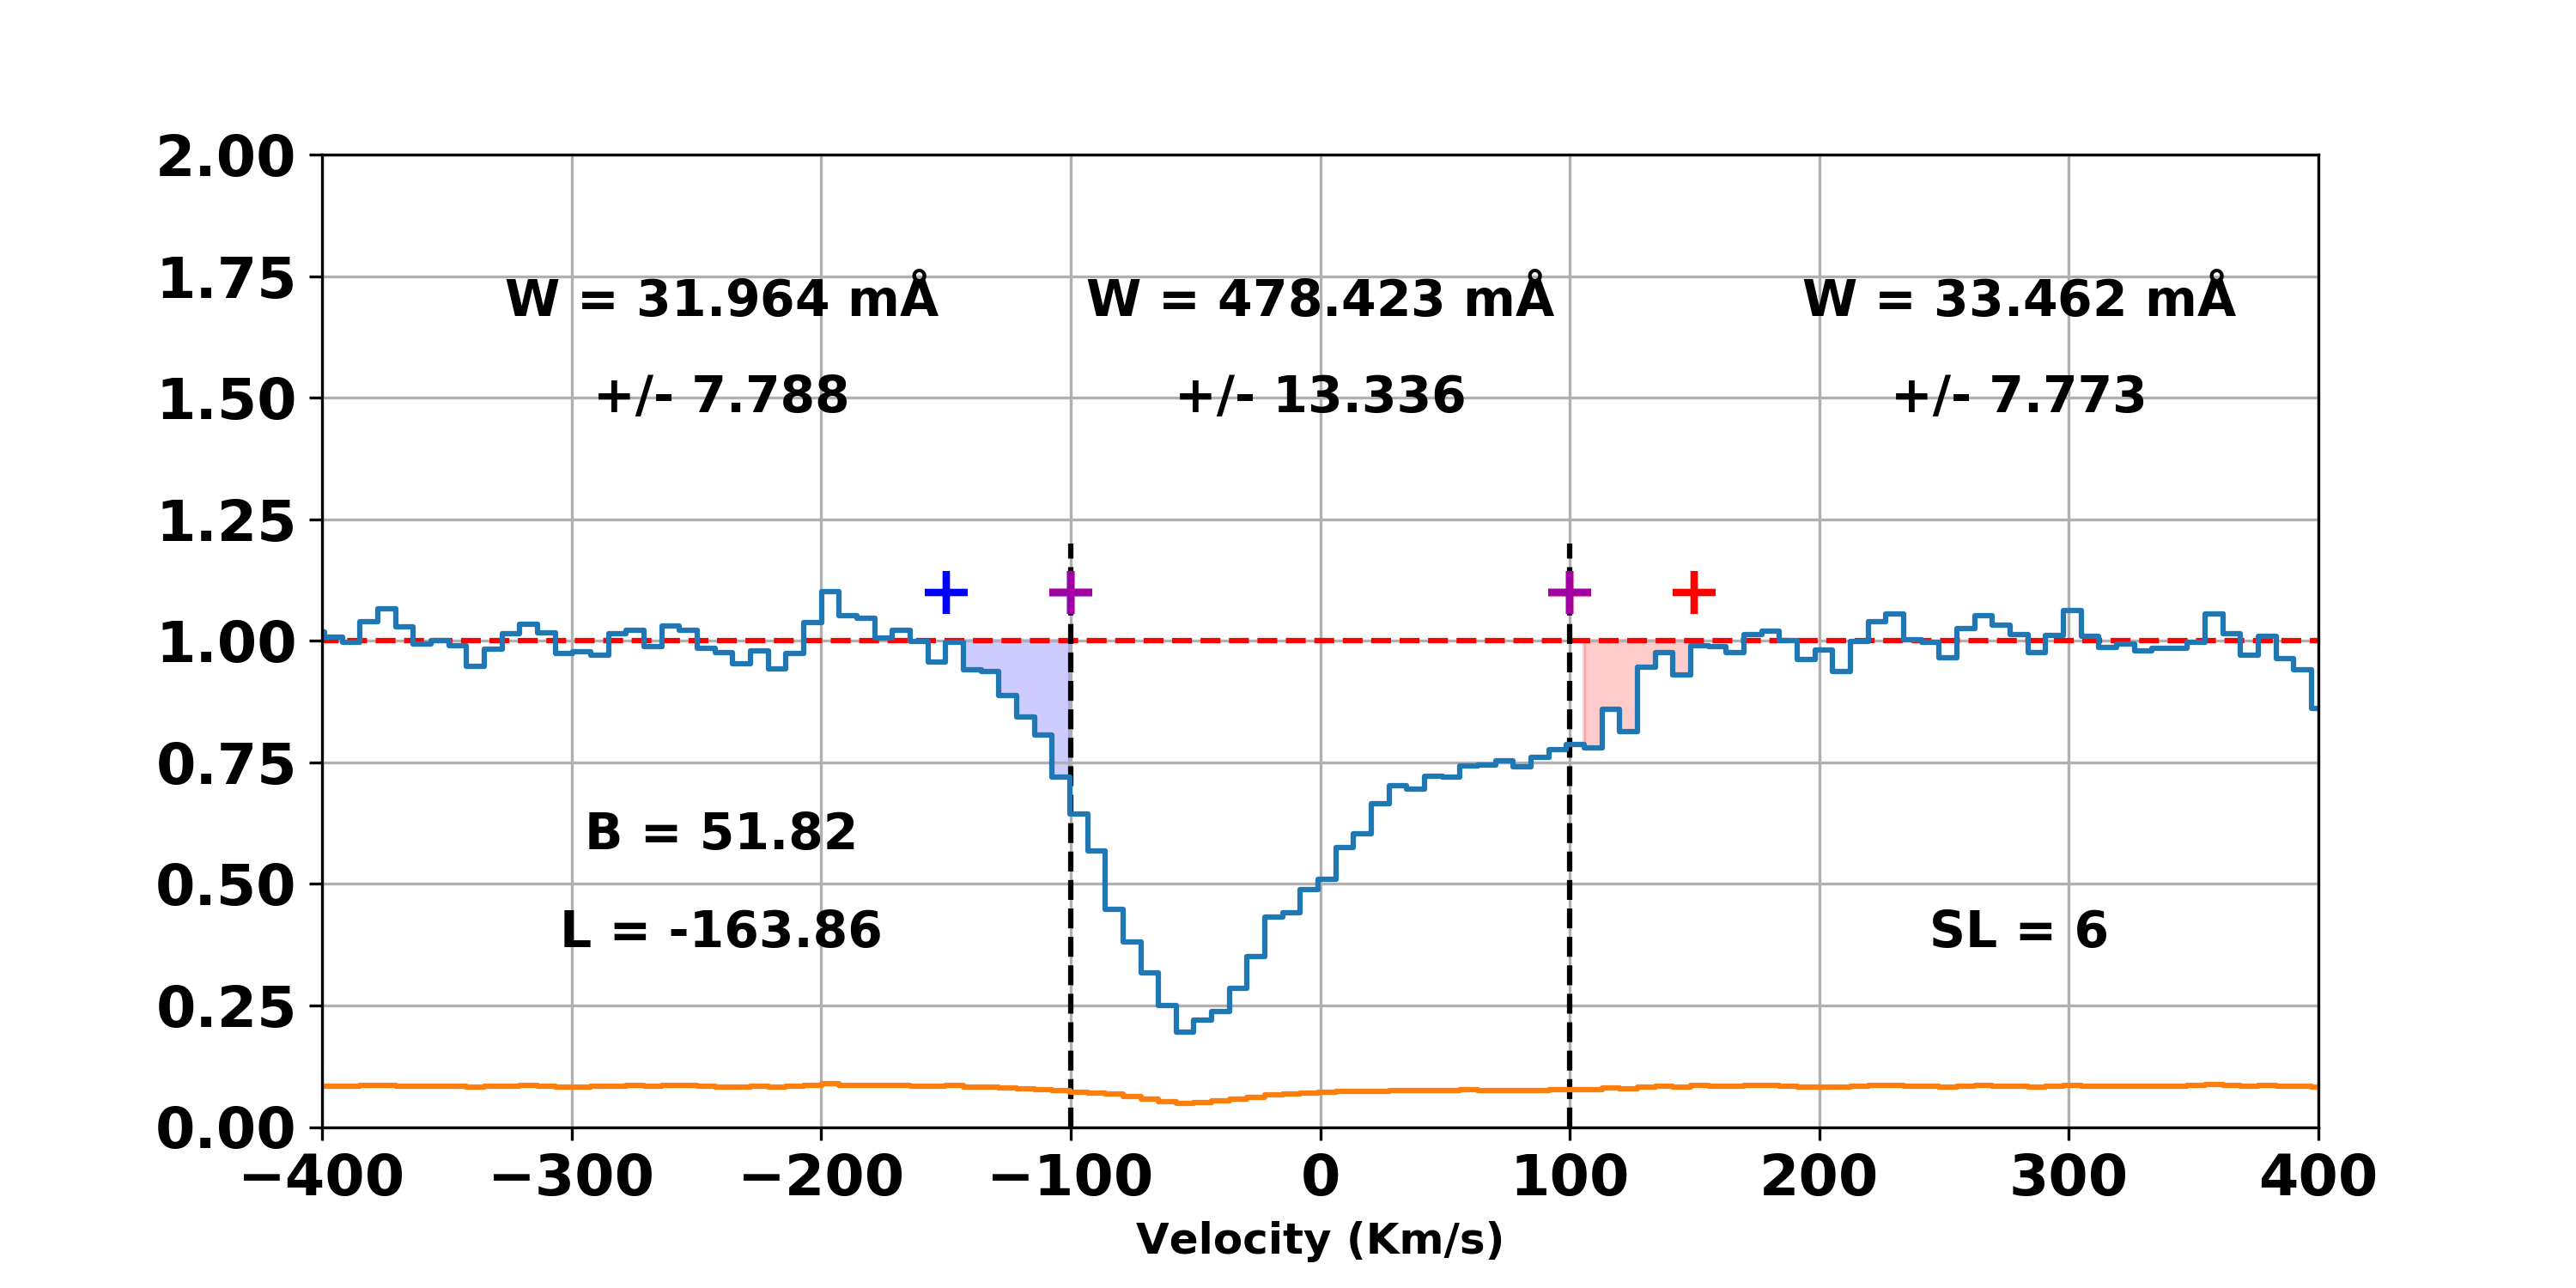 2.00
1.75
W = 31.964 mÅ W = 478.423 mÅ W = 33.462 mÅ
1.50
+/- 7.788 +/- 13.336 +/- 7.773
1.25
1.00
0.75
B = 51.82
0.50
L = -163.86 SL = 6
0.25
0.00
−400 −300 −200 −100 0 100 200 300 400
Velocity (Km/s)